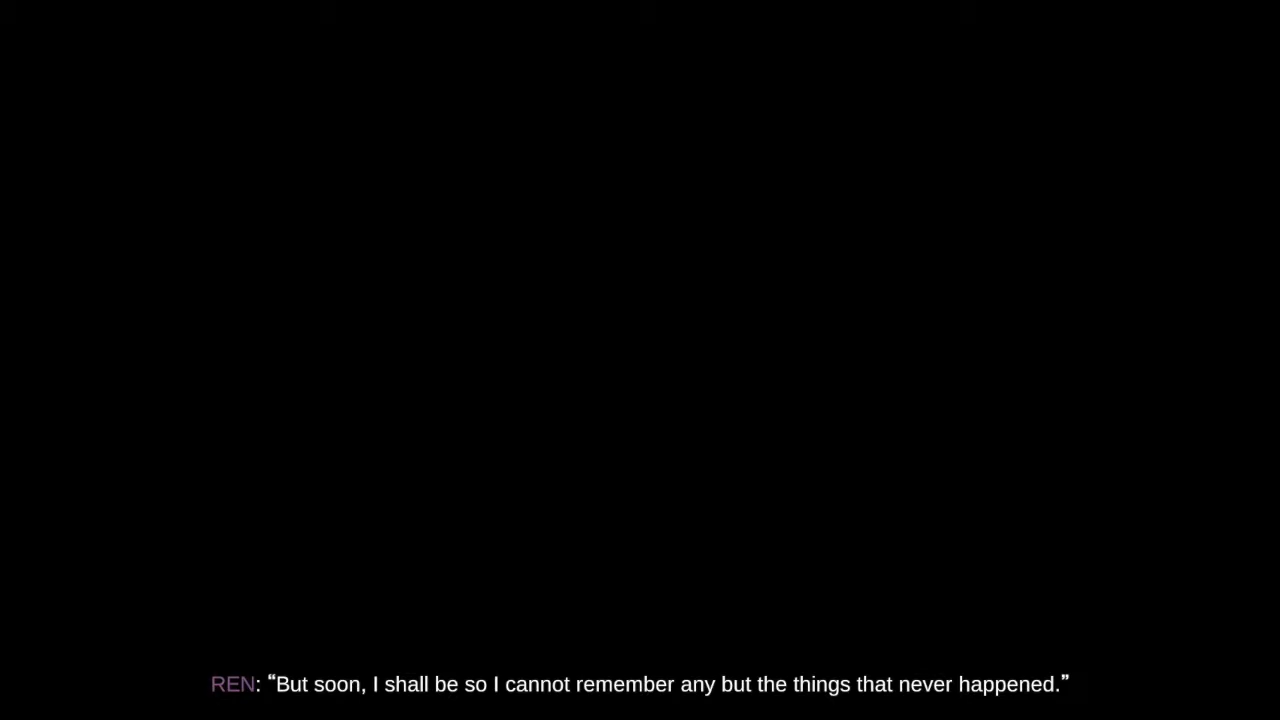 REN: “But soon, I shall be so I cannot remember any but the things that never happened.”